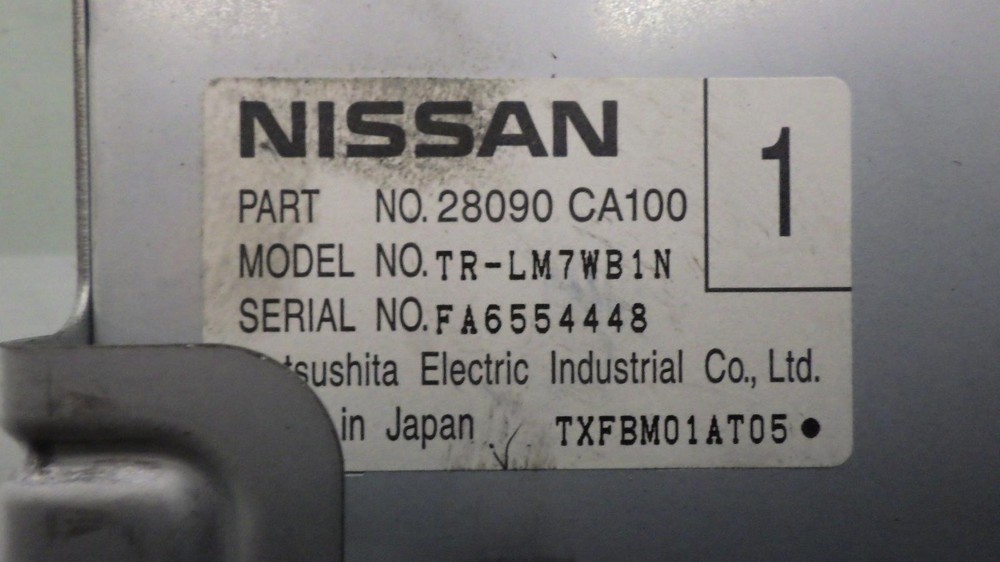 NISSAN
1
PART NO. 28090 CA100
MODEL NO. TR-LM7WB1N
SERIAL NO. FA6554448
tsushita Electric Industrial Co., Ltd.
in Japan TXFBM01AT05